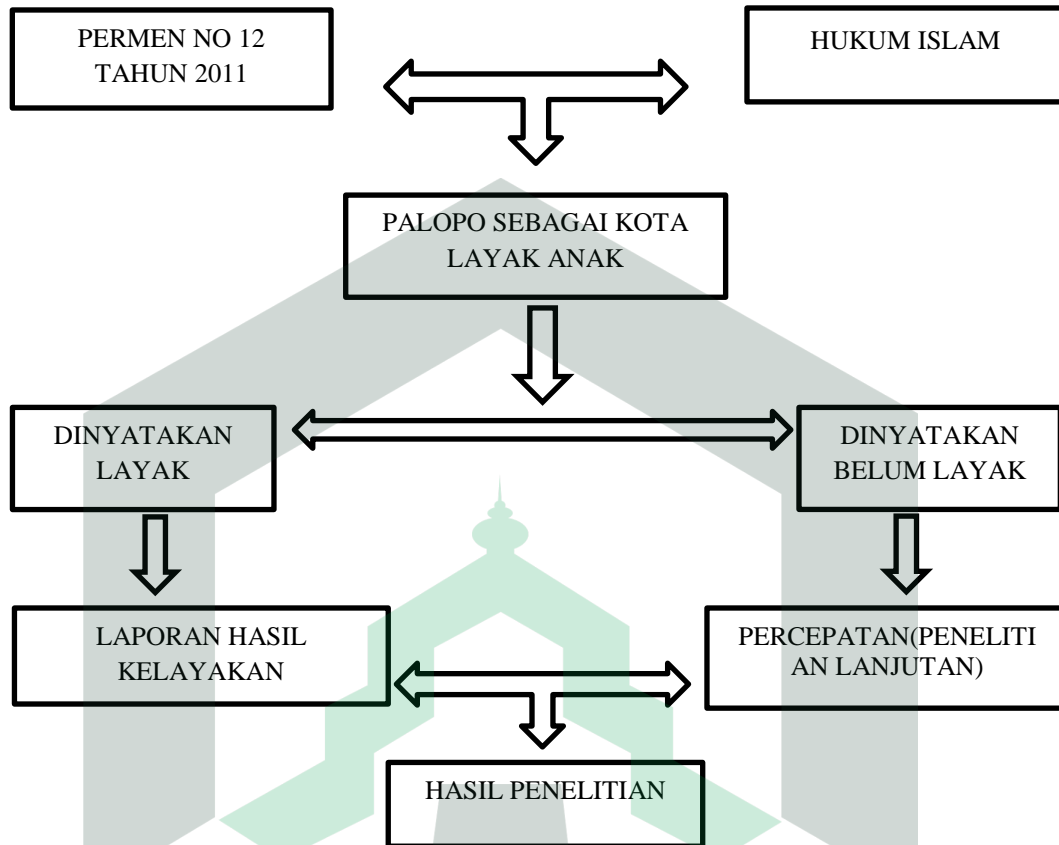 PERMEN NO 12
TAHUN 2011
HUKUM ISLAM
PALOPO SEBAGAI KOTA
LAYAK ANAK
DINYATAKAN
LAYAK
DINYATAKAN
BELUM LAYAK
LAPORAN HASIL
KELAYAKAN
PERCEPATAN(PENELITI
AN LANJUTAN)
HASIL PENELITIAN